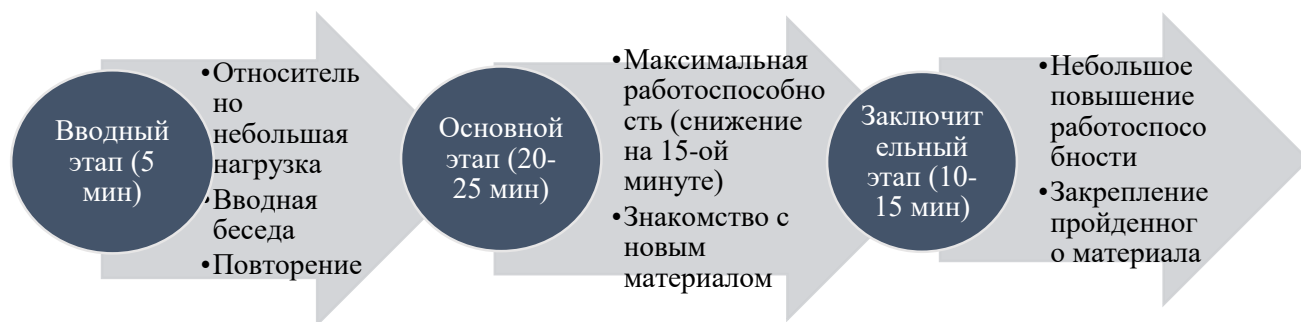 Вводный
этап (5
мин)
•Относитель
но
небольшая
нагрузка
•Вводная
беседа
•Повторение
Основной
этап (20-
25 мин)
•Максимальная
работоспособно
сть (снижение
на 15-ой
минуте)
•Знакомство с
новым
материалом
Заключит
ельный
этап (10-
15 мин)
•Небольшое
повышение
работоспосо
бности
•Закрепление
пройденног
о материала